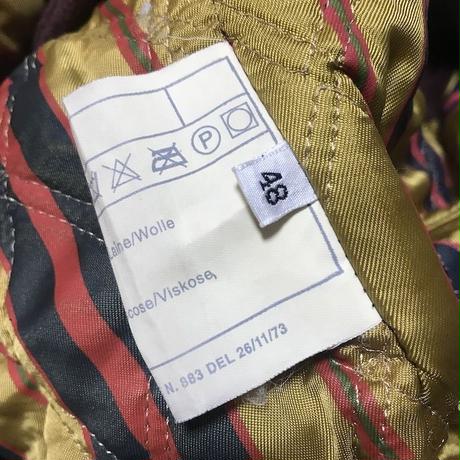 P
48
Laine/Wolle
cose/Viskose,
N. 883 DEL 26/11/73